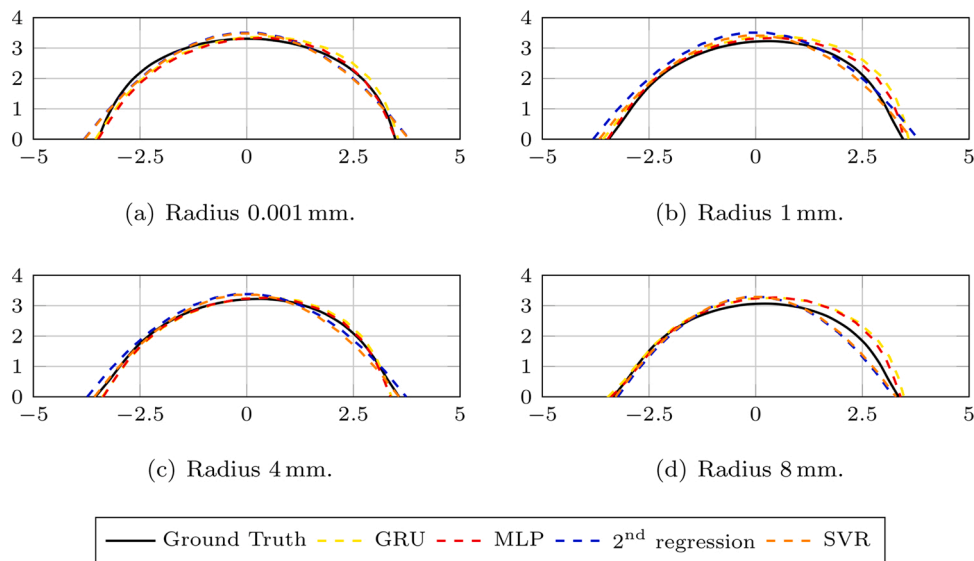 4
3
2
1
0
−5 −2.5 0 2.5 5
(a) Radius 0.001 mm.
4
3
2
1
0
−5 −2.5 0 2.5 5
(b) Radius 1 mm.
4
3
2
1
0
−5 −2.5 0 2.5 5
(c) Radius 4 mm.
4
3
2
1
0
−5 −2.5 0 2.5 5
(d) Radius 8 mm.
Ground Truth GRU MLP 2nd regression SVR